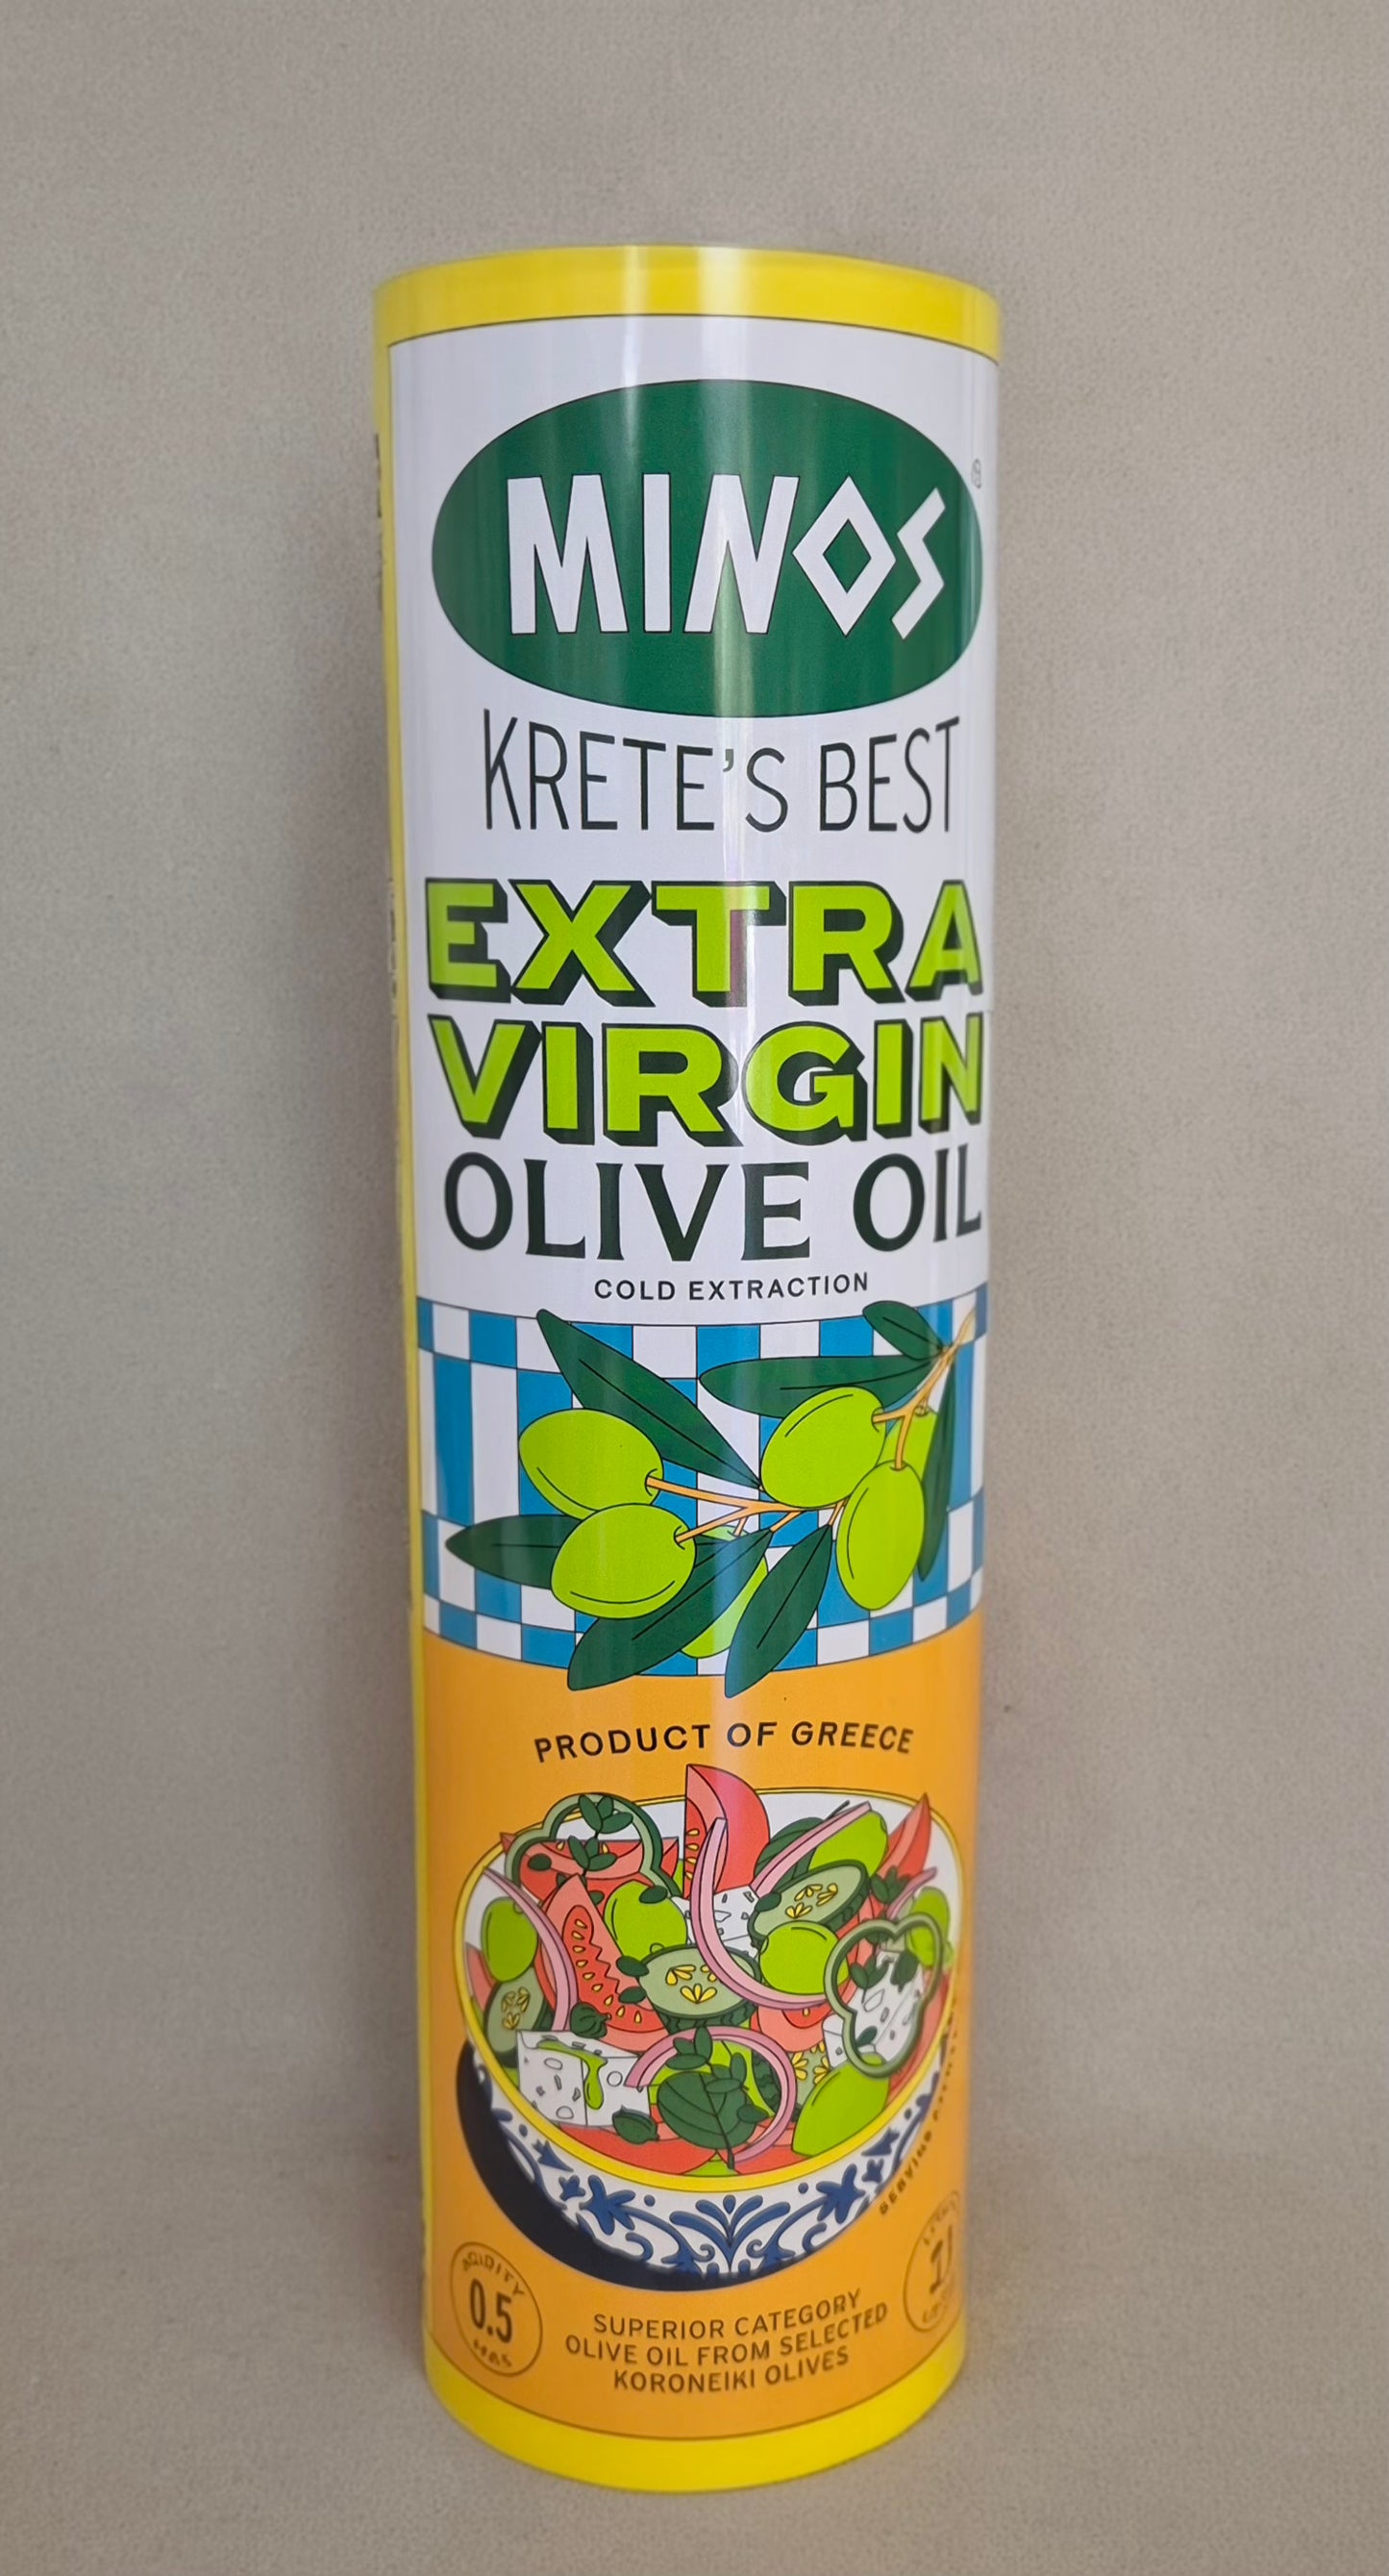 MINOS
KRETE'S BEST
EXTRA
VIRGIN
OLIVE OIL
COLD EXTRACTION
PRODUCT OF GREECE
SERVING
ACIDITY
0.5
MAX
SUPERIOR CATEGORY
OLIVE OIL FROM SELECTED
KORONEIKI OLIVES